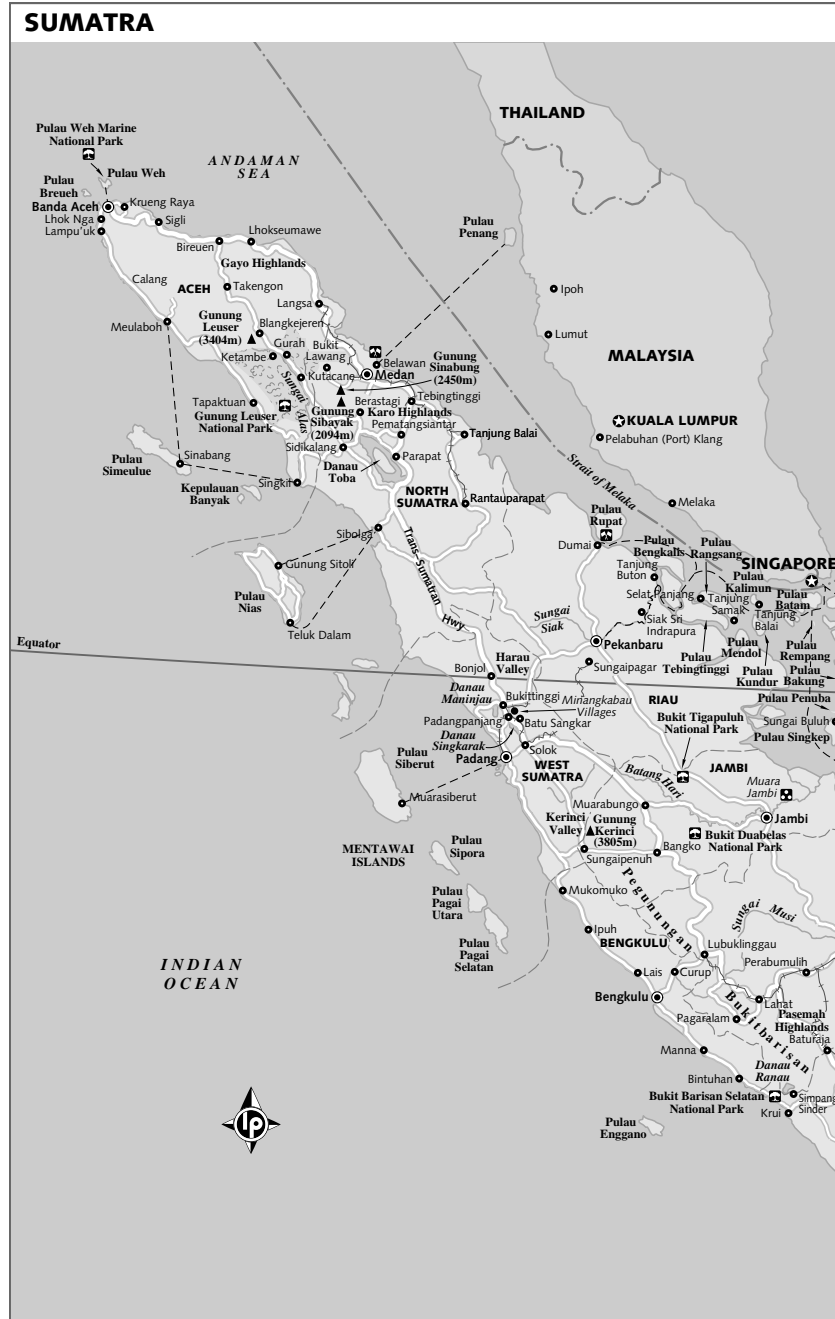 SUMATRA
THAILAND
Pulau Weh Marine
National Park
Pulau Weh
ANDAMAN
SEA
Pulau
Breueh
Banda Aceh
Krueng Raya
Lhok Nga
Sigli
Lampu'uk
Pulau
Penang
Bireuen
Lhokseumawe
Gayo Highlands
Calang
ACEH
Takengon
Ipoh
Langsa
Gunung
Leuser
(3404m)
Meulaboh
Blangkejeren
Lumut
Gurah
Bukit
Lawang
Belawan
Gunung
Sinabung
(2450m)
MALAYSIA
Ketambe
Kutacane
Medan
Sungai Alas
Tapaktuan
Berastagi
Tebingtinggi
Gunung Leuser
National Park
Gunung
Sibayak
(2094m)
Karo Highlands
KUALA LUMPUR
Pematangsiantar
Tanjung Balai
Pelabuhan (Port) Klang
Pulau
Simeulue
Sinabang
Sidikalang
Danau
Toba
Parapat
Strait of Melaka
Kepulauan
Banyak
Singkil
NORTH
SUMATRA
Rantauparapat
Melaka
Pulau
Rupat
Sibolga
Trans-Sumatran
Hwy
Dumai
Pulau
Bengkalis
Pulau
Rangsang
SINGAPORE
Gunung Sitoli
Tanjung
Buton
Pulau
Kalimun
Pulau
Nias
Selat Panjang
Tanjung
Samak
Tanjung
Balai
Pulau
Batam
Teluk Dalam
Sungai
Siak
Siak Sri
Indrapura
Equator
Pekanbaru
Pulau
Tebingtinggi
Pulau
Mendol
Pulau
Kundur
Pulau
Rempang
Pulau
Bakung
Harau
Valley
Sungaipagar
Bonjol
Danau
Maninjau
Bukittinggi
Minangkabau
Villages
RIAU
Pulau Penuba
Padangpanjang
Batu Sangkar
Bukit Tigapuluh
National Park
Sungai Buluh
Pulau Singkep
Danau
Singkarak
Solok
Pulau
Siberut
Padang
WEST
SUMATRA
Batang
Hari
JAMBI
Muara
Jambi
Muarasiberut
Muarabungo
Jambi
Kerinci
Valley
Gunung
Kerinci
(3805m)
Bukit Duabelas
National Park
MENTAWAI
ISLANDS
Pulau
Sipora
Sungaipenuh
Bangko
Pulau
Pagai
Utara
Mukomuko
Pegunungan
Sungai Musi
Ipuh
BENGKULU
Pulau
Pagai
Selatan
Lubuklinggau
Perabumulih
INDIAN
OCEAN
Lais
Curup
Bengkulu
Lahat
Bukitbarisan
Pagaralam
Pasemah
Highlands
Baturaja
Manna
Danau
Ranau
Bintuhan
Bukit Barisan Selatan
National Park
Simpang
Sinder
Krui
Pulau
Enggano
lp